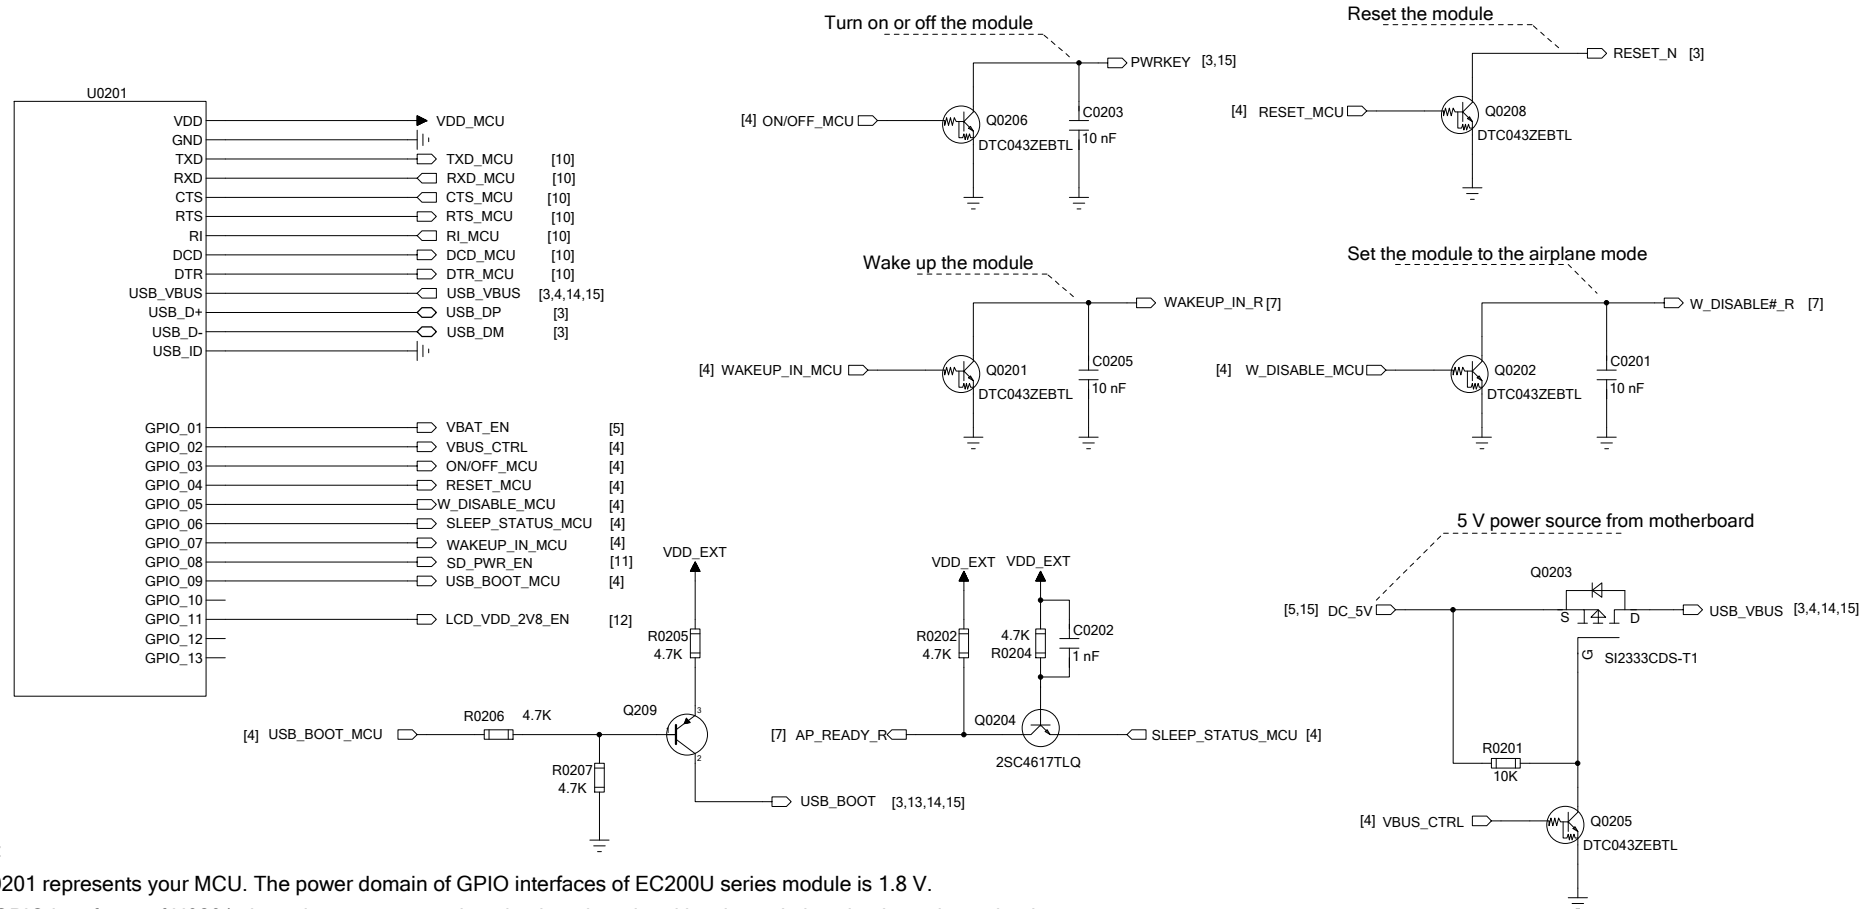 Turn on or off the module
Reset the module
PWRKEY [3,15]
RESET_N [3]
[4] ON/OFF_MCU
Q0206
DTC043ZEBTL
C0203
10 nF
[4] RESET_MCU
Q0208
DTC043ZEBTL
U0201
VDD VDD_MCU
GND
TXD TXD_MCU [10]
RXD RXD_MCU [10]
CTS CTS_MCU [10]
RTS RTS_MCU [10]
RI RI_MCU [10]
DCD DCD_MCU [10]
DTR DTR_MCU [10]
USB_VBUS USB_VBUS [3,4,14,15]
USB_D+ USB_DP [3]
USB_D- USB_DM [3]
USB_ID
GPIO_01 VBAT_EN [5]
GPIO_02 VBUS_CTRL [4]
GPIO_03 ON/OFF_MCU [4]
GPIO_04 RESET_MCU [4]
GPIO_05 W_DISABLE_MCU [4]
GPIO_06 SLEEP_STATUS_MCU [4]
GPIO_07 WAKEUP_IN_MCU [4]
GPIO_08 SD_PWR_EN [11]
GPIO_09 USB_BOOT_MCU [4]
GPIO_10
GPIO_11 LCD_VDD_2V8_EN [12]
GPIO_12
GPIO_13
Wake up the module
WAKEUP_IN_R [7]
[4] WAKEUP_IN_MCU
Q0201
DTC043ZEBTL
C0205
10 nF
Set the module to the airplane mode
W_DISABLE#_R [7]
[4] W_DISABLE_MCU
Q0202
DTC043ZEBTL
C0201
10 nF
VDD_EXT
R0205
4.7K
Q209
3
2
[4] USB_BOOT_MCU
R0206 4.7K
R0207
4.7K
USB_BOOT [3,13,14,15]
VDD_EXT VDD_EXT
R0202
4.7K
4.7K
R0204
C0202
1 nF
Q0204
2SC4617TLQ
[7] AP_READY_R
SLEEP_STATUS_MCU [4]
5 V power source from motherboard
Q0203
[5,15] DC_5V
S D
G
USB_VBUS [3,4,14,15]
SI2333CDS-T1
R0201
10K
[4] VBUS_CTRL
Q0205
DTC043ZEBTL
0201 represents your MCU. The power domain of GPIO interfaces of EC200U series module is 1.8 V.